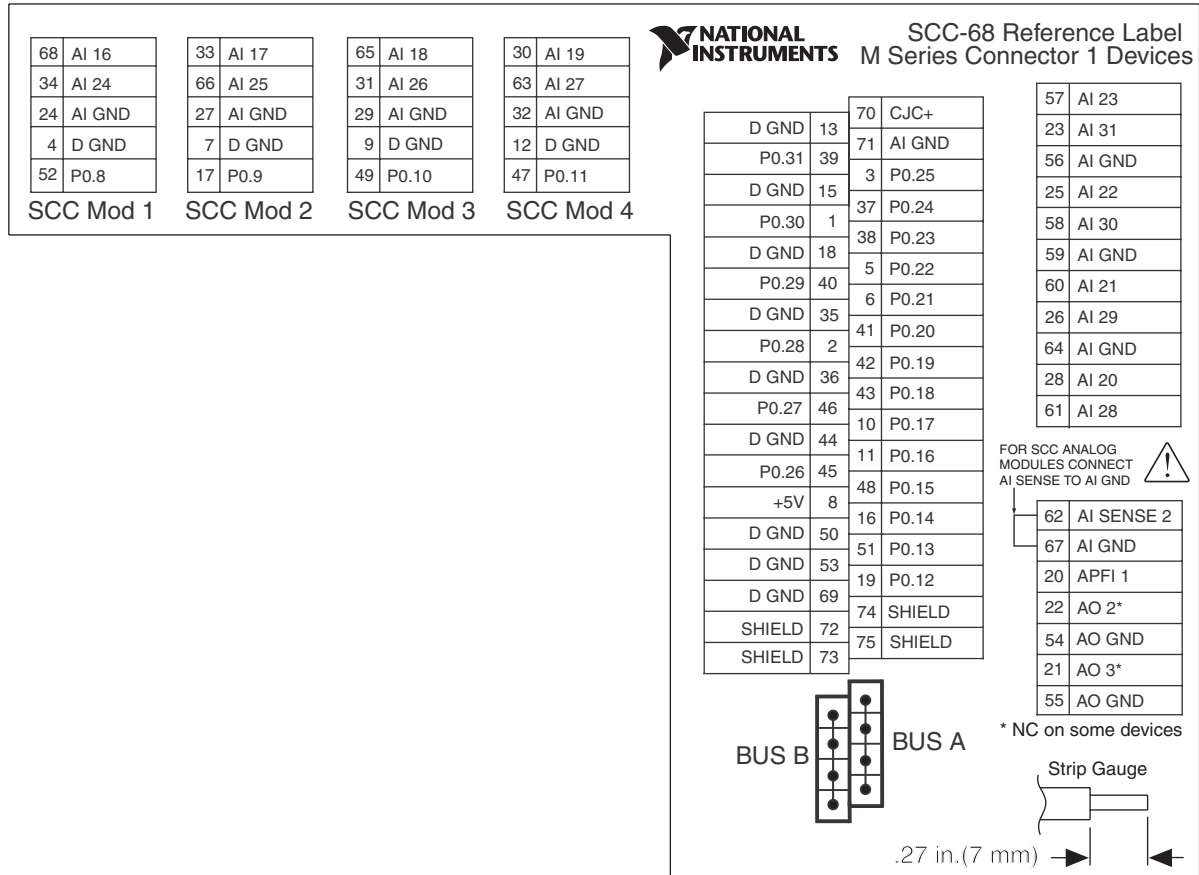 NATIONAL
INSTRUMENTS
SCC-68 Reference Label
M Series Connector 1 Devices
68 AI 16
34 AI 24
24 AI GND
4 D GND
52 P0.8
SCC Mod 1
33 AI 17
66 AI 25
27 AI GND
7 D GND
17 P0.9
SCC Mod 2
65 AI 18
31 AI 26
29 AI GND
9 D GND
49 P0.10
SCC Mod 3
30 AI 19
63 AI 27
32 AI GND
12 D GND
47 P0.11
SCC Mod 4
D GND 13
P0.31 39
D GND 15
P0.30 1
D GND 18
P0.29 40
D GND 35
P0.28 2
D GND 36
P0.27 46
D GND 44
P0.26 45
+5V 8
D GND 50
D GND 53
D GND 69
SHIELD 72
SHIELD 73
70 CJC+
71 AI GND
3 P0.25
37 P0.24
38 P0.23
5 P0.22
6 P0.21
41 P0.20
42 P0.19
43 P0.18
10 P0.17
11 P0.16
48 P0.15
16 P0.14
51 P0.13
19 P0.12
74 SHIELD
75 SHIELD
57 AI 23
23 AI 31
56 AI GND
25 AI 22
58 AI 30
59 AI GND
60 AI 21
26 AI 29
64 AI GND
28 AI 20
61 AI 28
FOR SCC ANALOG
MODULES CONNECT
AI SENSE TO AI GND
!
62 AI SENSE 2
67 AI GND
20 APFI 1
22 AO 2*
54 AO GND
21 AO 3*
55 AO GND
* NC on some devices
BUS B
BUS A
Strip Gauge
.27 in.(7 mm)